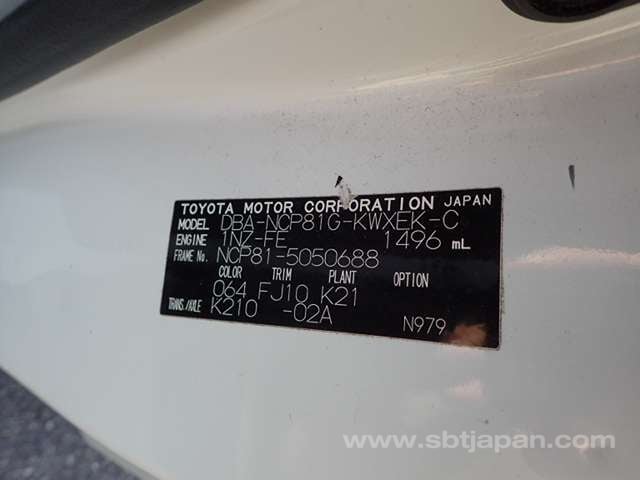 TOYOTA MOTOR CORPORATION JAPAN
MODEL DBA-NCP81G-KWXEK-C
ENGINE 1NZ-FE 1496 mL
FRAME No. NCP81-5050688
COLOR TRIM PLANT OPTION
064 FJ10 K21
TRANS./AXLE K210 -02A N979
www.sbtjapan.com